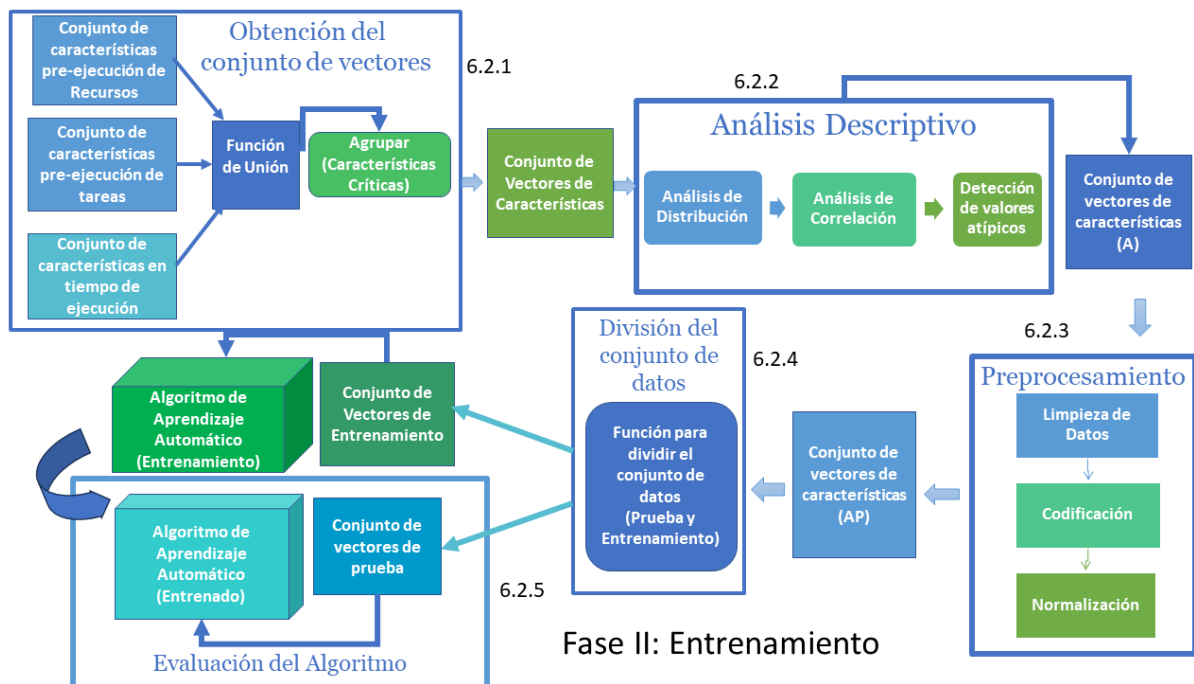 Conjunto de
características
pre-ejecución de
Recursos
Obtención del
conjunto de vectores
6.2.1
Conjunto de
característica
pre-ejecución de
tareas
Función
de Unión
Agrupar
(Características
Críticas)
Conjunto de
características en
tiempo de
ejecución
Conjunto de
Vectores de
Características
6.2.2
Análisis Descriptivo
Análisis de
Distribución
Análisis de
Correlación
Detección
de valores
atípicos
Conjunto de
vectores de
características
(A)
6.2.3
Preprocesamiento
Limpieza de
Datos
Codificación
Normalización
Conjunto de
vectores de
características
(AP)
6.2.4
División del
conjunto de
datos
Función para
dividir el
conjunto de
datos
(Prueba y
Entrenamiento)
Conjunto de
Vectores de
Entrenamiento
Algoritmo de
Aprendizaje
Automático
(Entrenamiento)
Conjunto de
vectores de
prueba
Algoritmo de
Aprendizaje
Automático
(Entrenado)
6.2.5
Evaluación del Algoritmo
Fase II: Entrenamiento